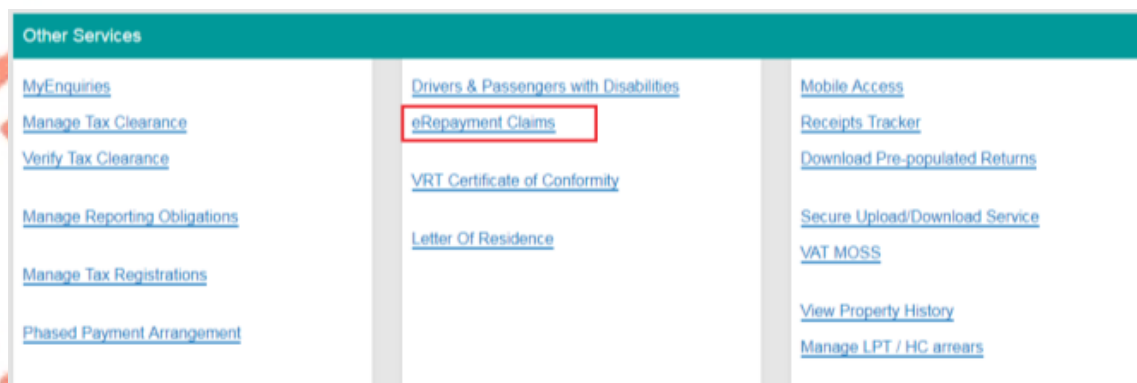 Other Services
MyEnquiries
Manage Tax Clearance
Verify Tax Clearance
Manage Reporting Obligations
Manage Tax Registrations
Phased Payment Arrangement
Drivers & Passengers with Disabilities
eRepayment Claims
VRT Certificate of Conformity
Letter Of Residence
Mobile Access
Receipts Tracker
Download Pre-populated Returns
Secure Upload/Download Service
VAT MOSS
View Property History
Manage LPT / HC arrears